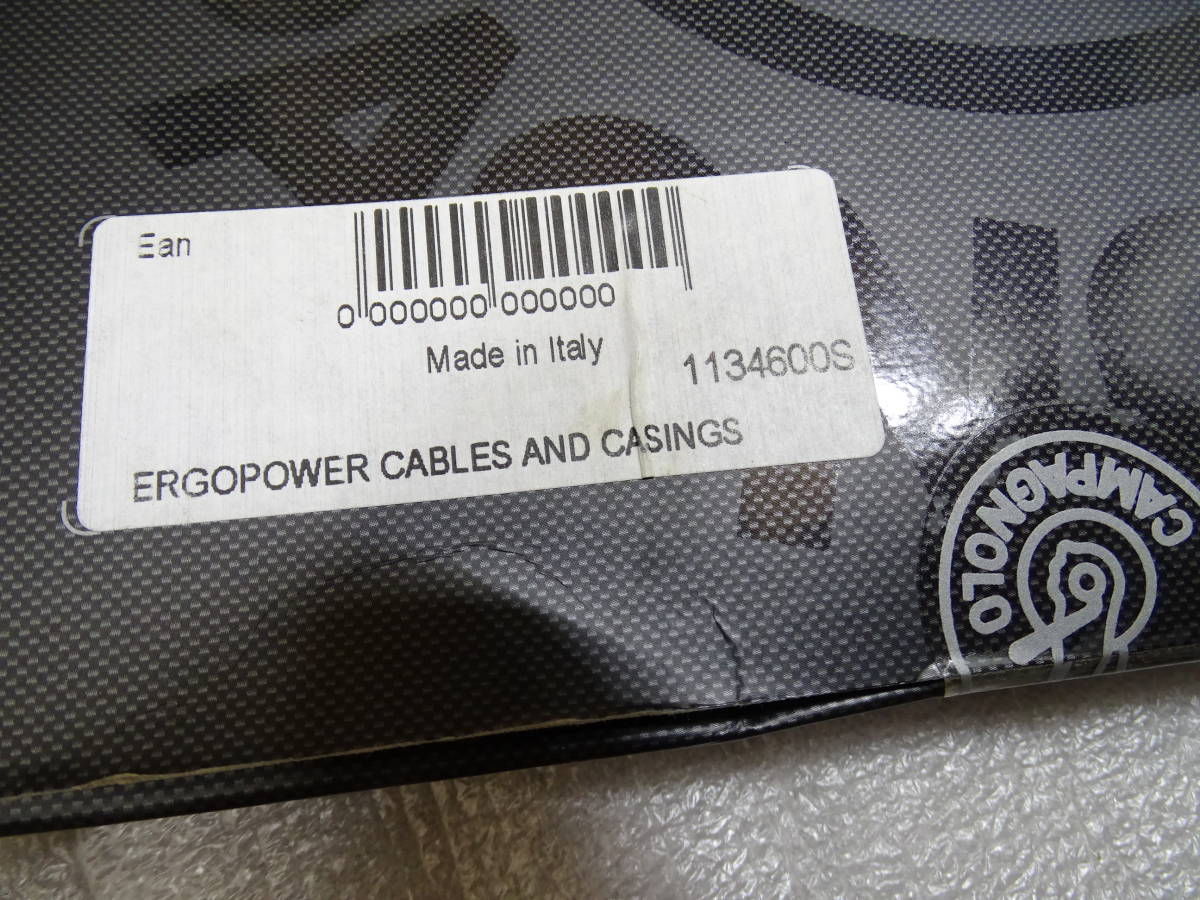 Ean
0 000000 000000
Made in Italy
1134600S
ERGOPOWER CABLES AND CASINGS
CAMPAGNOLO